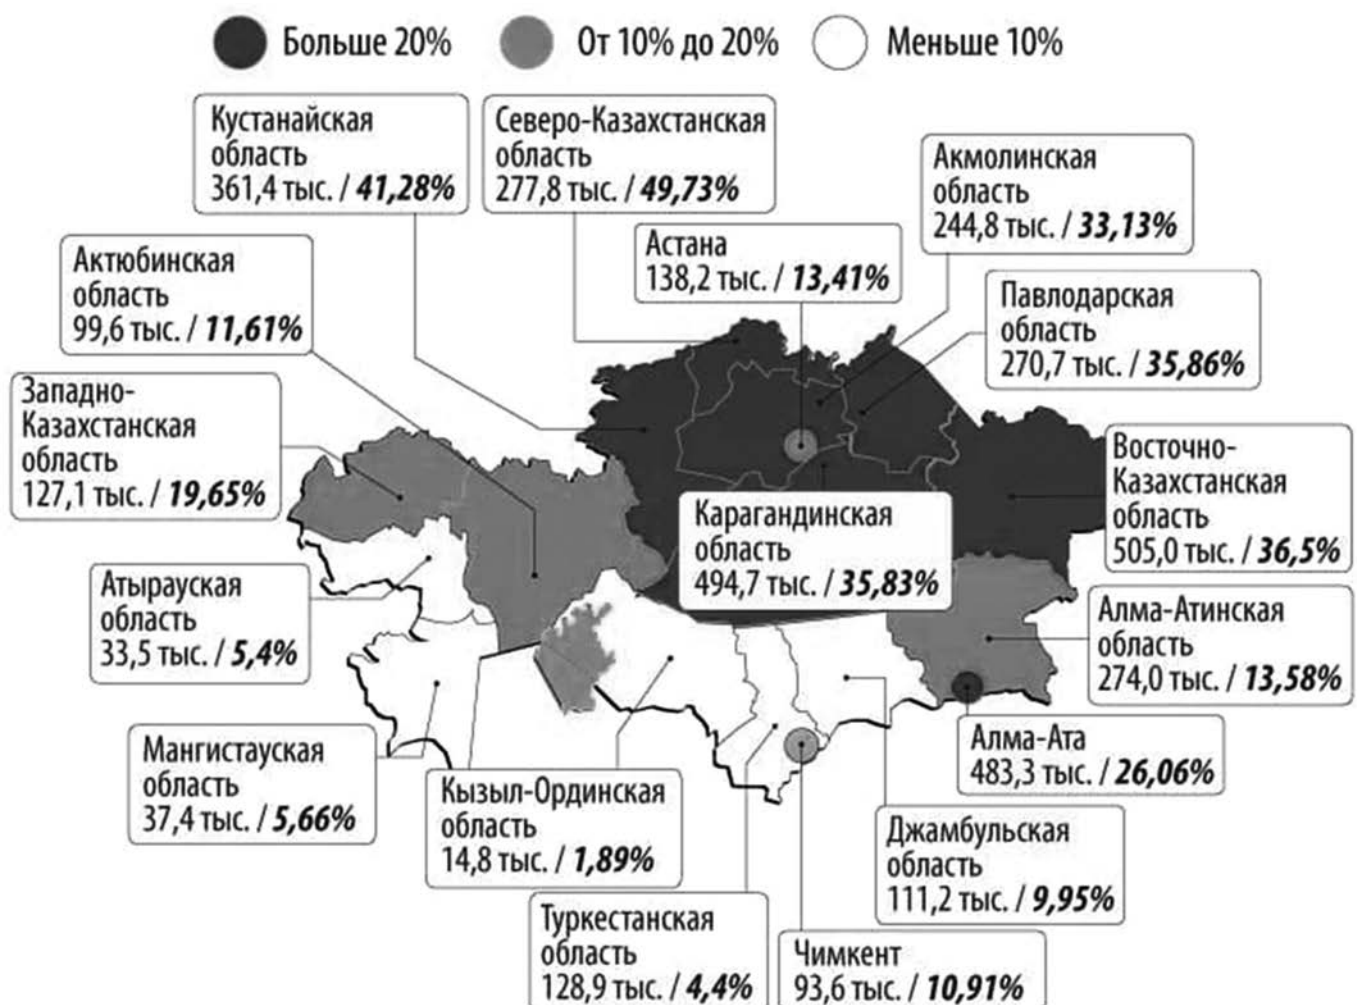 Больше 20%
От 10% до 20%
Меньше 10%
Кустанайская
область
361,4 тыс. / 41,28%
Северо-Казахстанская
область
277,8 тыс. / 49,73%
Акмолинская
область
244,8 тыс. / 33,13%
Актюбинская
область
99,6 тыс. / 11,61%
Астана
138,2 тыс. / 13,41%
Павлодарская
область
270,7 тыс. / 35,86%
Западно-
Казахстанская
область
127,1 тыс. / 19,65%
Восточно-
Казахстанская
область
505,0 тыс. / 36,5%
Карагандинская
область
494,7 тыс. / 35,83%
Атырауская
область
33,5 тыс. / 5,4%
Алма-Атинская
область
274,0 тыс. / 13,58%
Мангистауская
область
37,4 тыс. / 5,66%
Кызыл-Ординская
область
14,8 тыс. / 1,89%
Алма-Ата
483,3 тыс. / 26,06%
Джамбульская
область
111,2 тыс. / 9,95%
Туркестанская
область
128,9 тыс. / 4,4%
Чимкент
93,6 тыс. / 10,91%